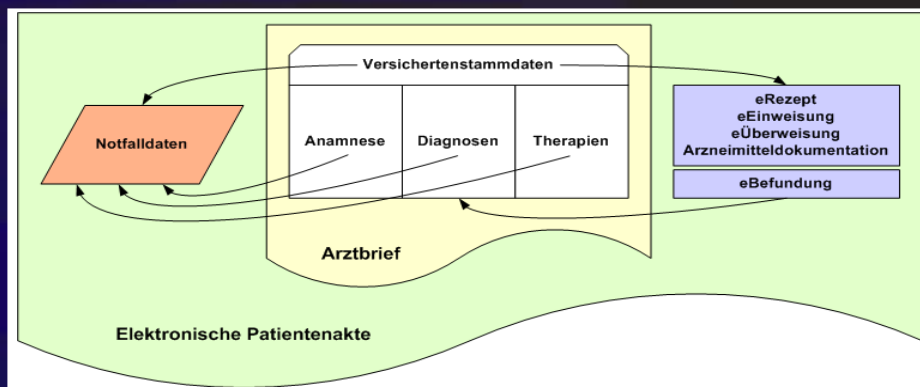 Versichertenstammdaten
Notfalldaten
Anamnese
Diagnosen
Therapien
eRezept
eEinweisung
eÜberweisung
Arzneimitteldokumentation
eBefundung
Arztbrief
Elektronische Patientenakte